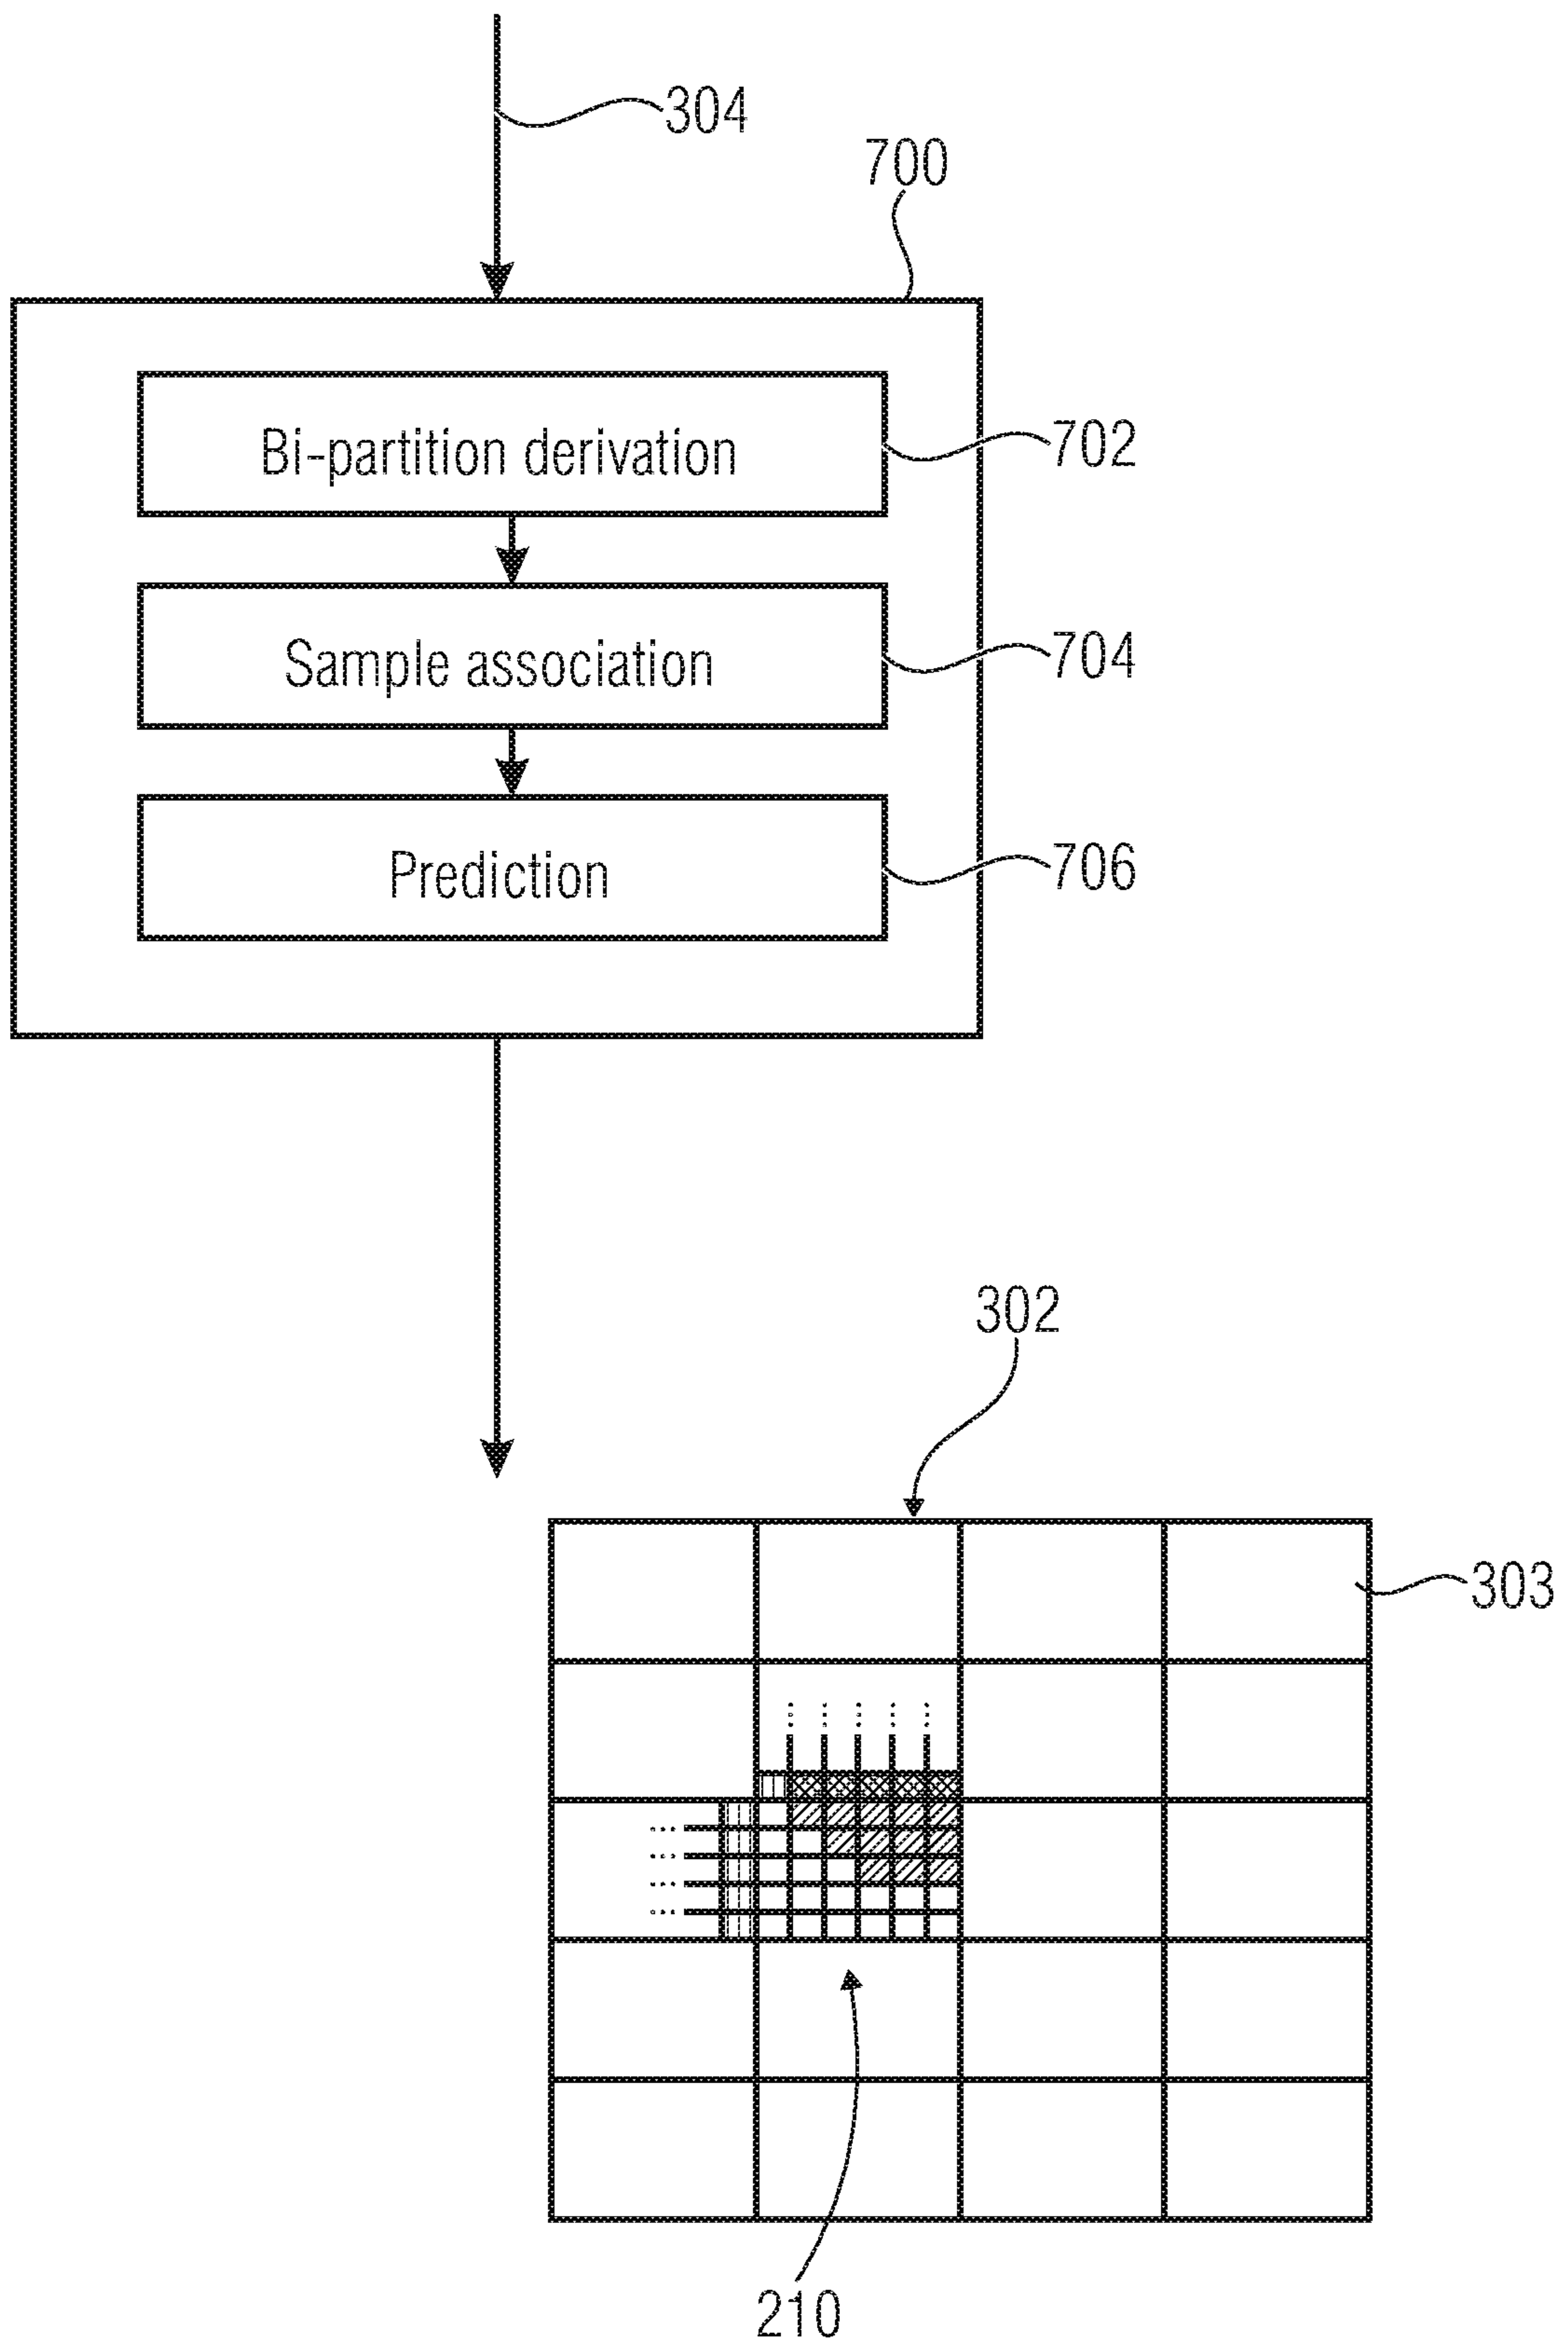 304
700
Bi-partition derivation
702
Sample association
704
Prediction
706
302
303
210